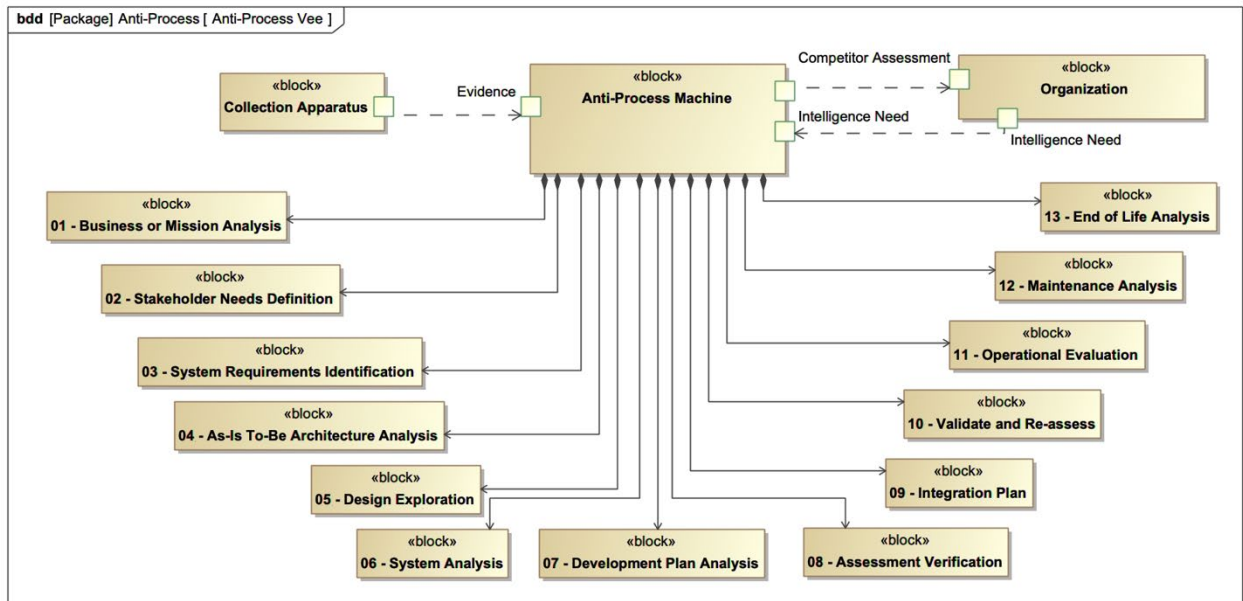 bdd [Package] Anti-Process [ Anti-Process Vee ]
«block»
Collection Apparatus
Evidence
«block»
Anti-Process Machine
Competitor Assessment
«block»
Organization
Intelligence Need
Intelligence Need
«block»
01 - Business or Mission Analysis
«block»
02 - Stakeholder Needs Definition
«block»
03 - System Requirements Identification
«block»
04 - As-Is To-Be Architecture Analysis
«block»
05 - Design Exploration
«block»
06 - System Analysis
«block»
07 - Development Plan Analysis
«block»
08 - Assessment Verification
«block»
09 - Integration Plan
«block»
10 - Validate and Re-assess
«block»
11 - Operational Evaluation
«block»
12 - Maintenance Analysis
«block»
13 - End of Life Analysis